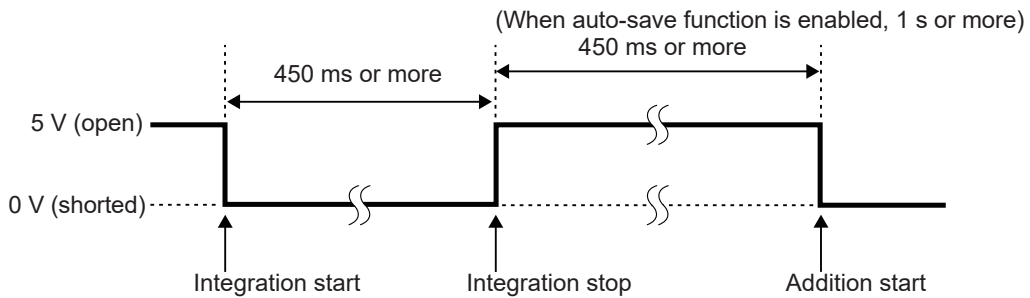 (When auto-save function is enabled, 1 s or more)
450 ms or more
450 ms or more
5 V (open)
0 V (shorted)
Integration start
Integration stop
Addition start